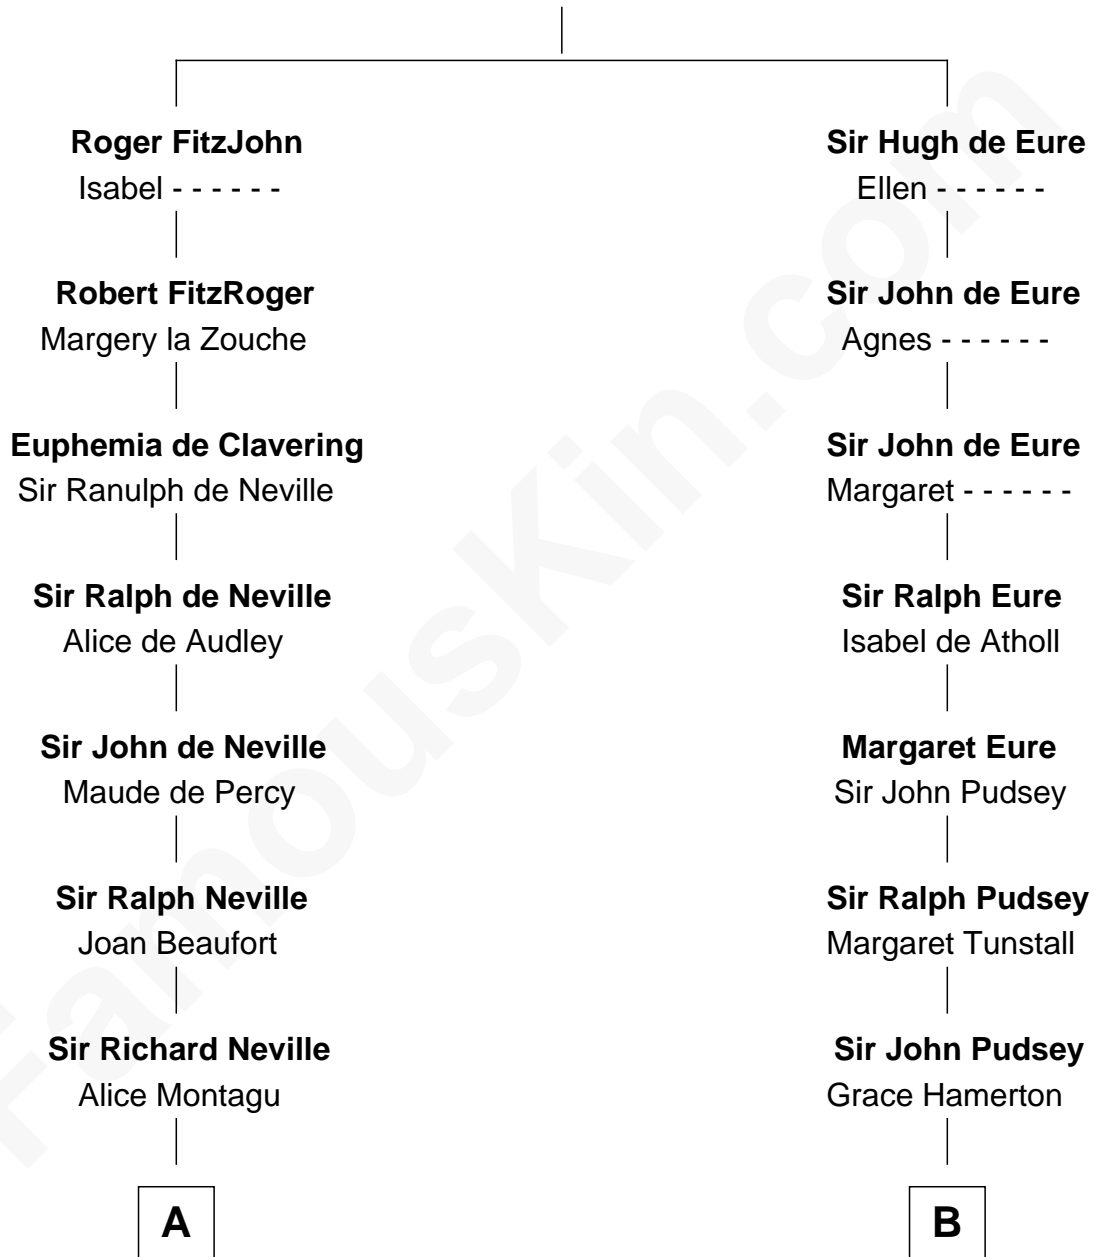 Roger FitzJohn
Isabel - - - - - -
Robert FitzRoger
Margery la Zouche
Euphemia de Clavering
Sir Ranulph de Neville
Sir Ralph de Neville
Alice de Audley
Sir John de Neville
Maude de Percy
Sir Ralph Neville
Joan Beaufort
Sir Richard Neville
Alice Montagu
A
Sir Hugh de Eure
Ellen - - - - - -
Sir John de Eure
Agnes - - - - - -
Sir John de Eure
Margaret - - - - - -
Sir Ralph Eure
Isabel de Atholl
Margaret Eure
Sir John Pudsey
Sir Ralph Pudsey
Margaret Tunstall
Sir John Pudsey
Grace Hamerton
B
FamousKin.com